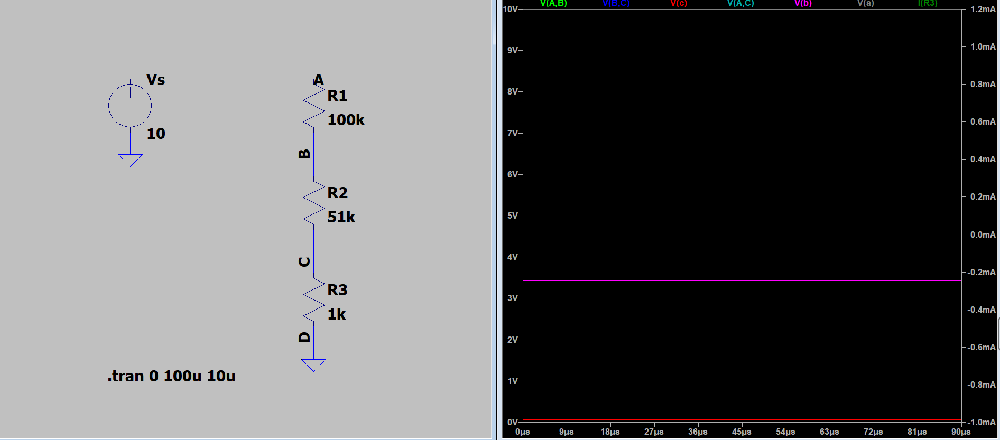 Vs
10
A
R1
100k
B
R2
51k
C
R3
1k
D
.tran 0 100u 10u
V(A,B) V(B,C) V(c) V(A,C) V(b) V(a) I(R3)
10V
9V
8V
7V
6V
5V
4V
3V
2V
1V
0V
1.2mA
1.0mA
0.8mA
0.6mA
0.4mA
0.2mA
0.0mA
-0.2mA
-0.4mA
-0.6mA
-0.8mA
-1.0mA
0µs 9µs 18µs 27µs 36µs 45µs 54µs 63µs 72µs 81µs 90µs